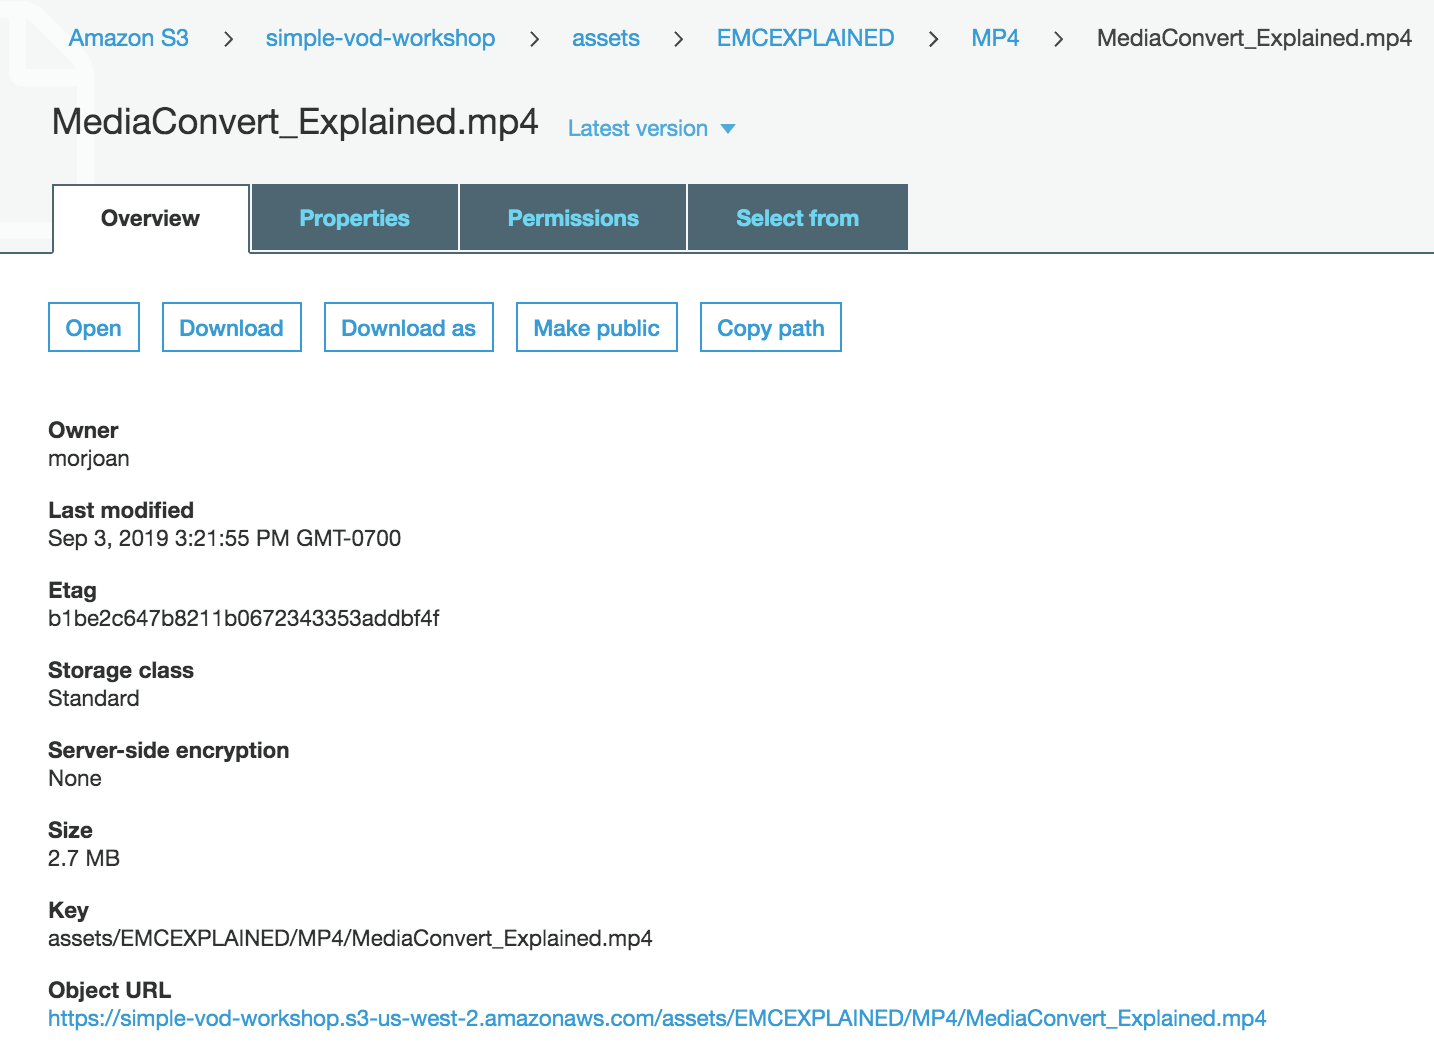 Amazon S3 > simple-vod-workshop > assets > EMCEXPLAINED > MP4 > MediaConvert_Explained.mp4
MediaConvert_Explained.mp4 Latest version
Overview Properties Permissions Select from
Open Download Download as Make public Copy path
Owner
morjoan
Last modified
Sep 3, 2019 3:21:55 PM GMT-0700
Etag
b1be2c647b8211b0672343353addbf4f
Storage class
Standard
Server-side encryption
None
Size
2.7 MB
Key
assets/EMCEXPLAINED/MP4/MediaConvert_Explained.mp4
Object URL
https://simple-vod-workshop.s3-us-west-2.amazonaws.com/assets/EMCEXPLAINED/MP4/MediaConvert_Explained.mp4